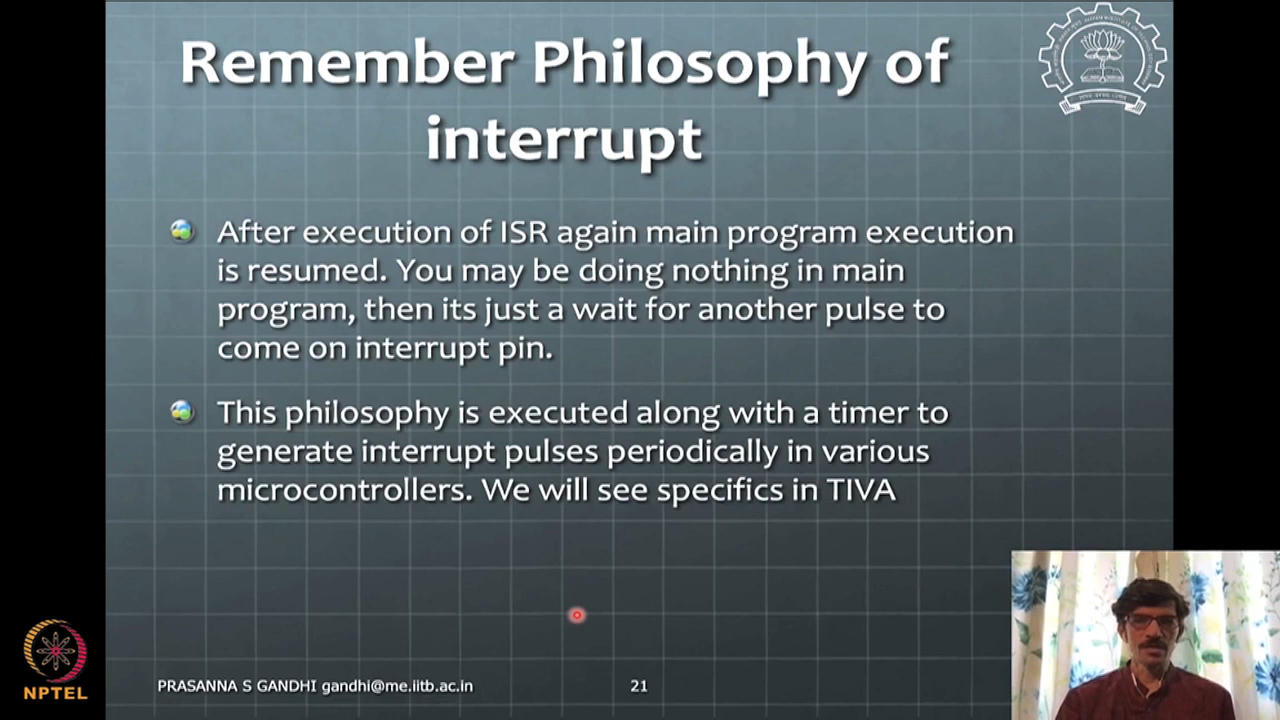 Remember Philosophy of
interrupt
After execution of ISR again main program execution
is resumed. You may be doing nothing in main
program, then its just a wait for another pulse to
come on interrupt pin.
This philosophy is executed along with a timer to
generate interrupt pulses periodically in various
microcontrollers. We will see specifics in TIVA
NPTEL
PRASANNA S GANDHI gandhi@me.iitb.ac.in
21